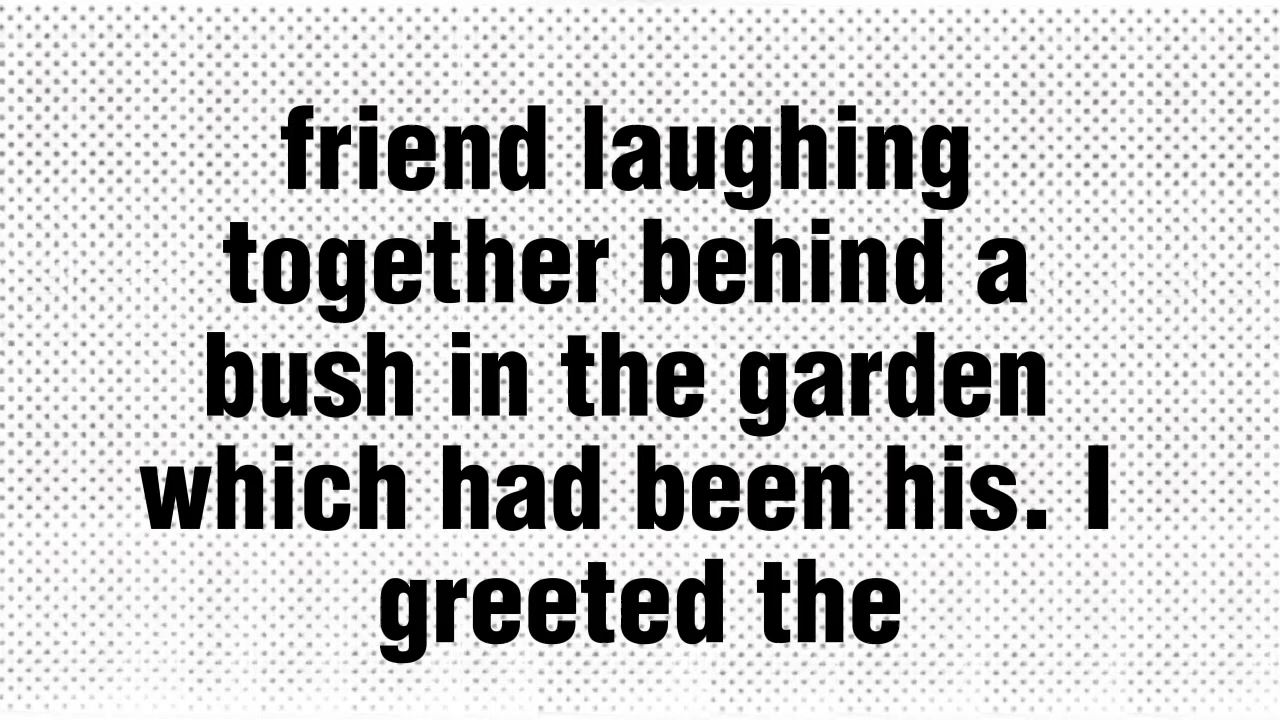 friend laughing
together behind a
bush in the garden
which had been his. I
greeted the